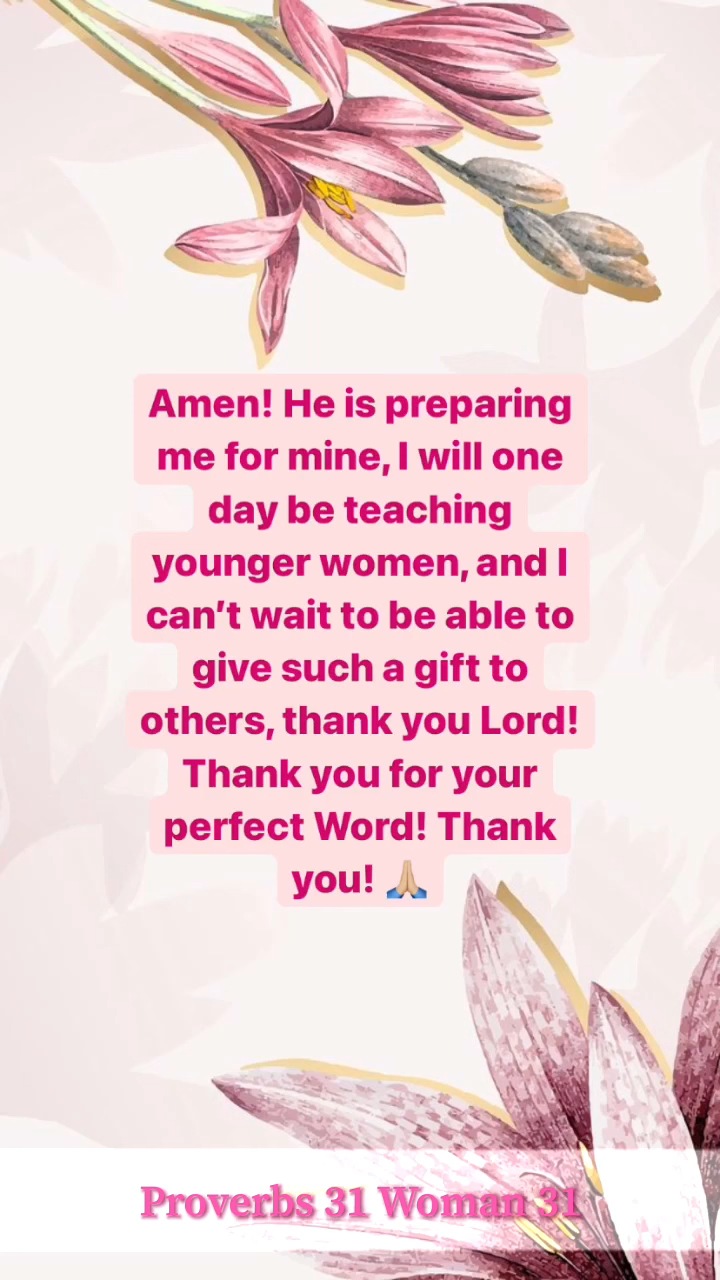 Amen! He is preparing
me for mine, I will one
day be teaching
younger women, and I
can't wait to be able to
give such a gift to
others, thank you Lord!
Thank you for your
perfect Word! Thank
you! 🙏🏼
Proverbs 31 Woman 31